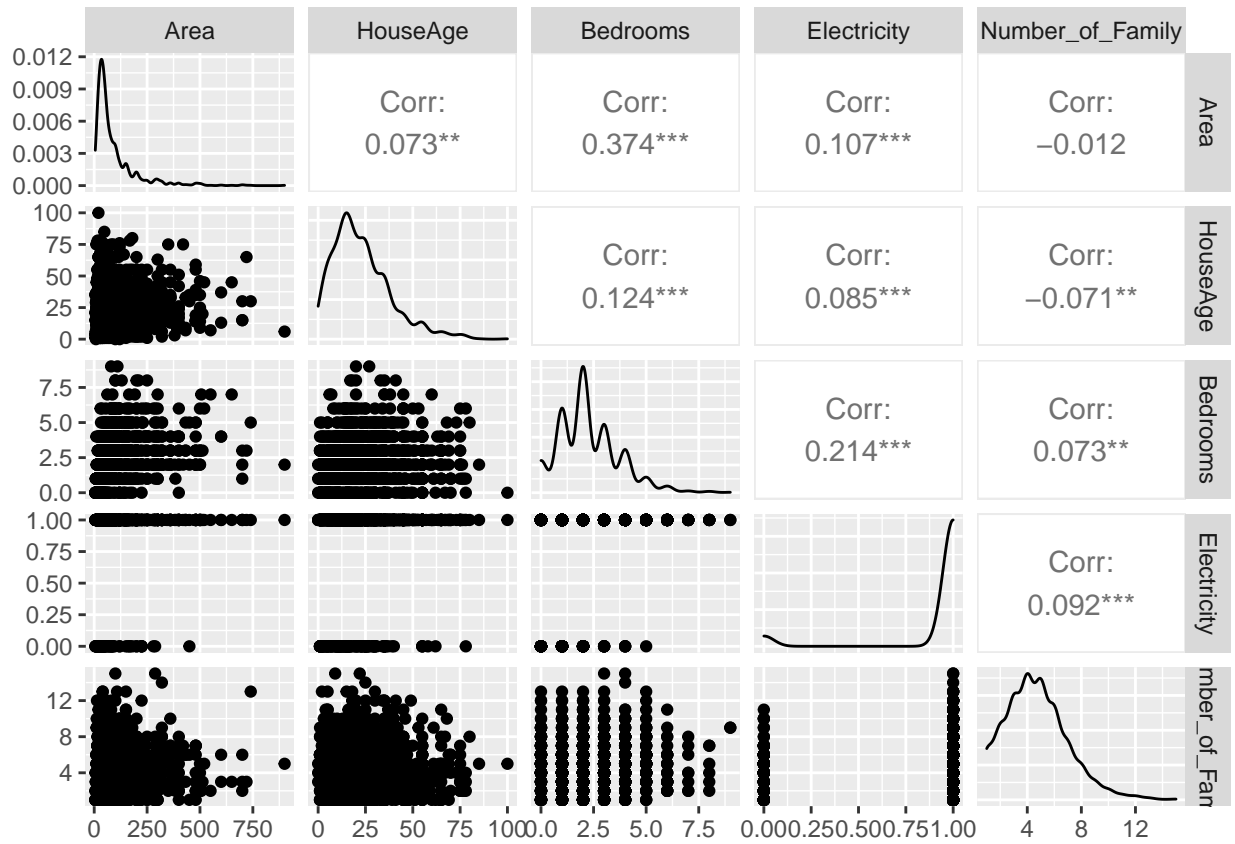 Area HouseAge Bedrooms Electricity Number_of_Family
0.012
0.009
0.006
0.003
0.000
Corr:
0.073**
Corr:
0.374***
Corr:
0.107***
Corr:
−0.012
Area
100
75
50
25
0
Corr:
0.124***
Corr:
0.085***
Corr:
−0.071**
HouseAge
7.5
5.0
2.5
0.0
Corr:
0.214***
Corr:
0.073**
Bedrooms
1.00
0.75
0.50
0.25
0.00
Corr:
0.092***
Electricity
12
8
4
mber_of_Fam
0 250 500 750 0 25 50 75 100 0.0 2.5 5.0 7.5 0.00 0.25 0.50 0.75 1.00 4 8 12